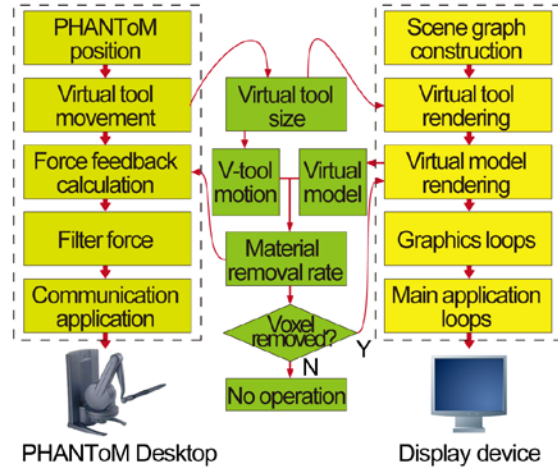 PHANToM
position
Virtual tool
movement
Force feedback
calculation
Filter force
Communication
application
PHANToM Desktop
Virtual tool
size
V-tool
motion
Virtual
model
Material
removal rate
Voxel
removed?
Y
N
No operation
Scene graph
construction
Virtual tool
rendering
Virtual model
rendering
Graphics loops
Main application
loops
Display device